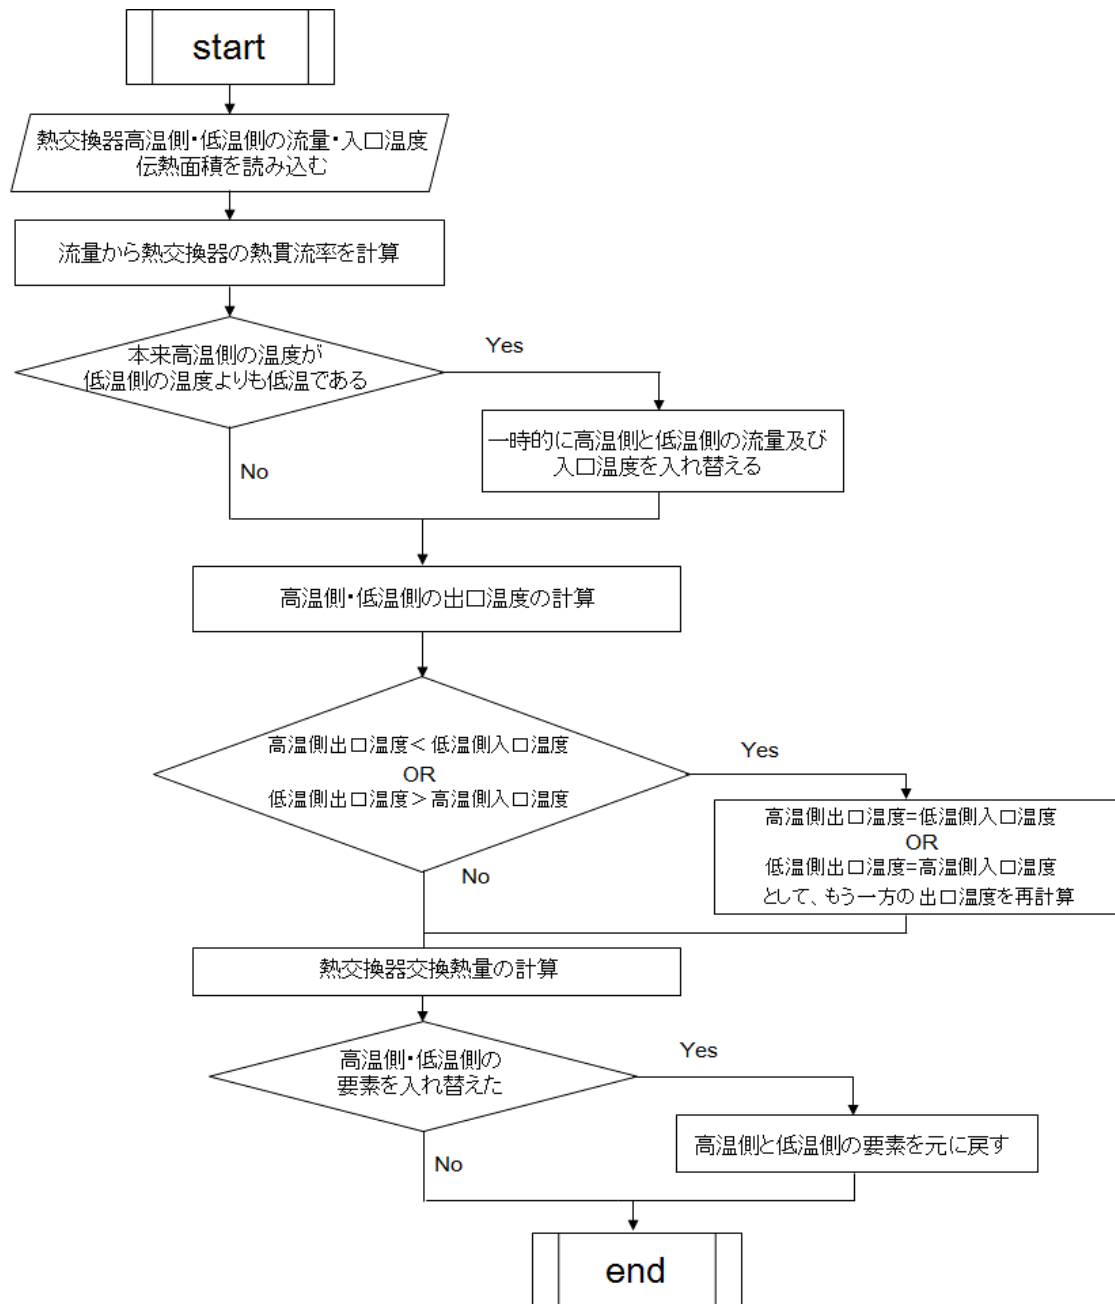 start
熱交換器高温側・低温側の流量・入口温度
伝熱面積を読み込む
流量から熱交換器の熱貫流率を計算
本来高温側の温度が
低温側の温度よりも低温である
Yes
一時的に高温側と低温側の流量及び
入口温度を入れ替える
No
高温側・低温側の出口温度の計算
高温側出口温度＜低温側入口温度
OR
低温側出口温度＞高温側入口温度
Yes
高温側出口温度=低温側入口温度
OR
低温側出口温度=高温側入口温度
として、もう一方の出口温度を再計算
No
熱交換器交換熱量の計算
高温側・低温側の
要素を入れ替えた
Yes
高温側と低温側の要素を元に戻す
No
end